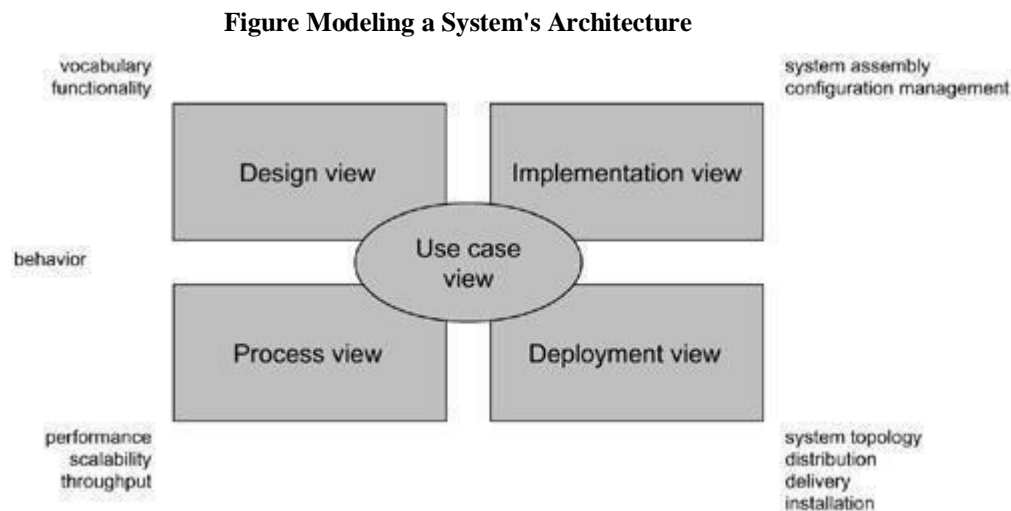 Figure Modeling a System's Architecture
vocabulary
functionality
system assembly
configuration management
Design view
Implementation view
behavior
Use case
view
Process view
Deployment view
performance
scalability
throughput
system topology
distribution
delivery
installation